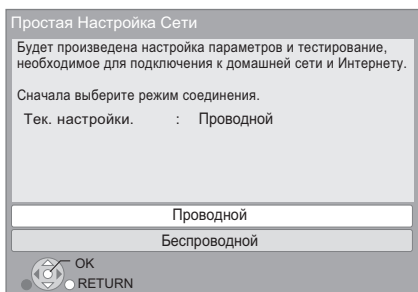 Простая Настройка Сети
Будет произведена настройка параметров и тестирование,
необходимое для подключения к домашней сети и Интернету.
Сначала выберите режим соединения.
Тек. настройки. : Проводной
Проводной
Беспроводной
OK
RETURN